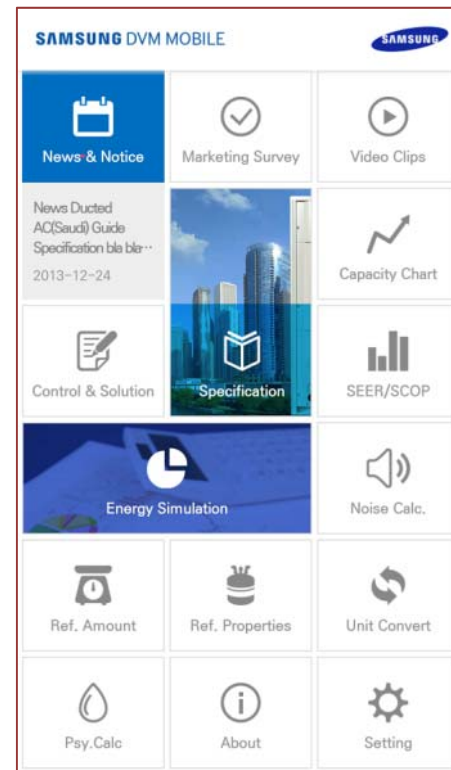 SAMSUNG DVM MOBILE
SAMSUNG
News & Notice
Marketing Survey
Video Clips
News Ducted
AC(Saudi) Guide
Specification bla bla…
2013-12-24
Capacity Chart
Control & Solution
Specification
SEER/SCOP
Energy Simulation
Noise Calc.
Ref. Amount
Ref. Properties
Unit Convert
Psy.Calc
About
Setting